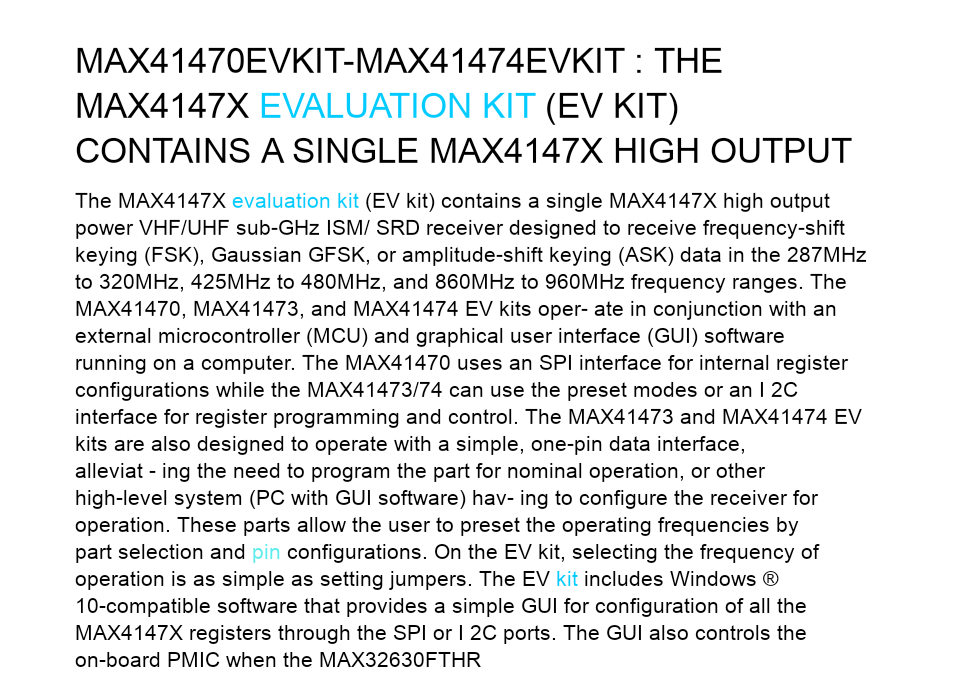 MAX41470EVKIT-MAX41474EVKIT : THE
MAX4147X EVALUATION KIT (EV KIT)
CONTAINS A SINGLE MAX4147X HIGH OUTPUT
The MAX4147X evaluation kit (EV kit) contains a single MAX4147X high output
power VHF/UHF sub-GHz ISM/ SRD receiver designed to receive frequency-shift
keying (FSK), Gaussian GFSK, or amplitude-shift keying (ASK) data in the 287MHz
to 320MHz, 425MHz to 480MHz, and 860MHz to 960MHz frequency ranges. The
MAX41470, MAX41473, and MAX41474 EV kits oper- ate in conjunction with an
external microcontroller (MCU) and graphical user interface (GUI) software
running on a computer. The MAX41470 uses an SPI interface for internal register
configurations while the MAX41473/74 can use the preset modes or an I 2C
interface for register programming and control. The MAX41473 and MAX41474 EV
kits are also designed to operate with a simple, one-pin data interface,
alleviat - ing the need to program the part for nominal operation, or other
high-level system (PC with GUI software) hav- ing to configure the receiver for
operation. These parts allow the user to preset the operating frequencies by
part selection and pin configurations. On the EV kit, selecting the frequency of
operation is as simple as setting jumpers. The EV kit includes Windows ®
10-compatible software that provides a simple GUI for configuration of all the
MAX4147X registers through the SPI or I 2C ports. The GUI also controls the
on-board PMIC when the MAX32630FTHR